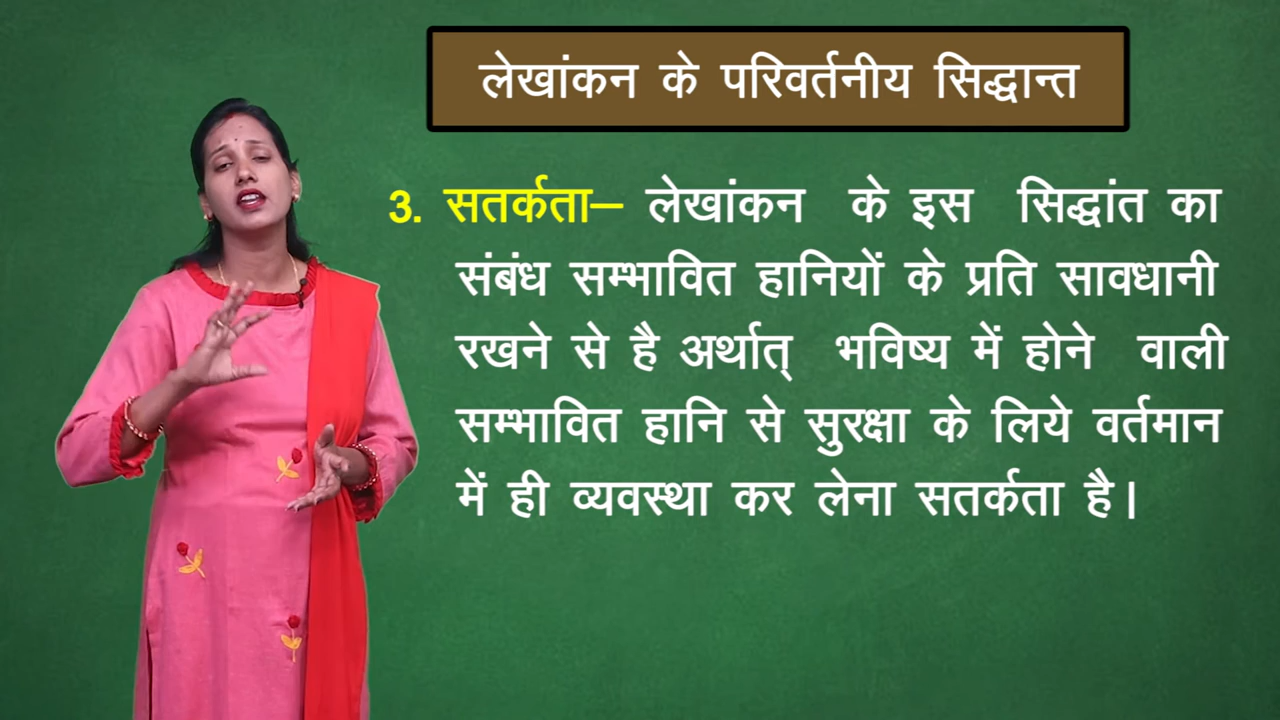 लेखांकन के परिवर्तनीय सिद्धान्त
3. सतर्कता– लेखांकन के इस सिद्धांत का
संबंध सम्भावित हानियों के प्रति सावधानी
रखने से है अर्थात् भविष्य में होने वाली
सम्भावित हानि से सुरक्षा के लिये वर्तमान
में ही व्यवस्था कर लेना सतर्कता है।